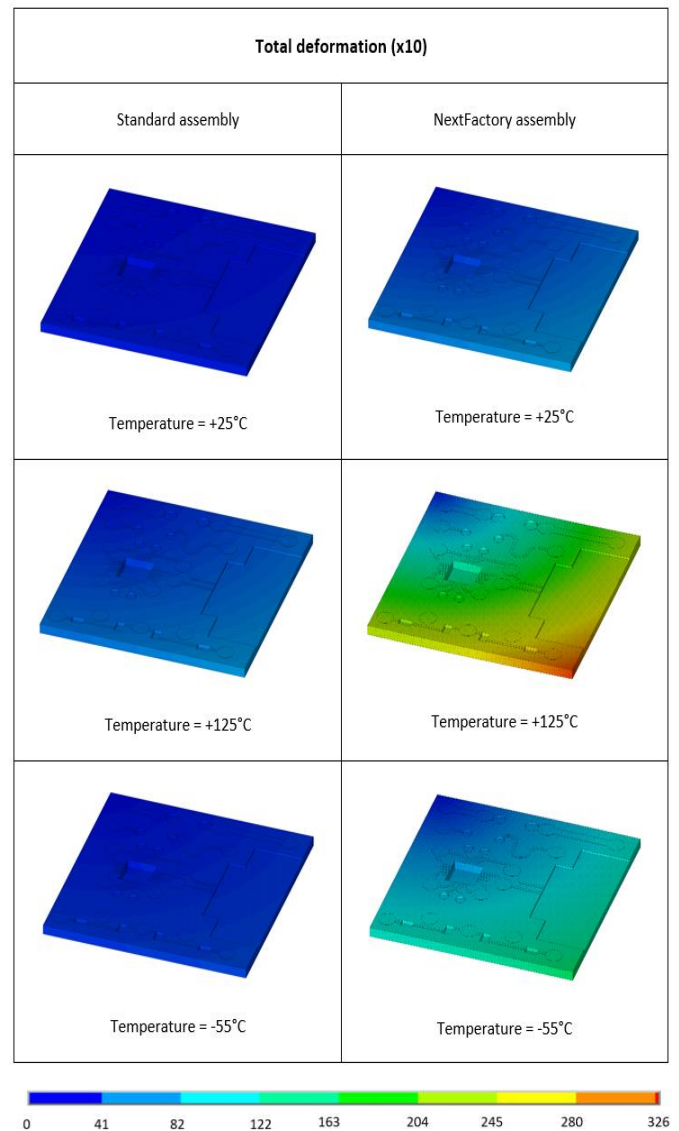 Total deformation (x10)
Standard assembly
NextFactory assembly
Temperature = +25°C
Temperature = +25°C
Temperature = +125°C
Temperature = +125°C
Temperature = -55°C
Temperature = -55°C
0 41 82 122 163 204 245 280 326